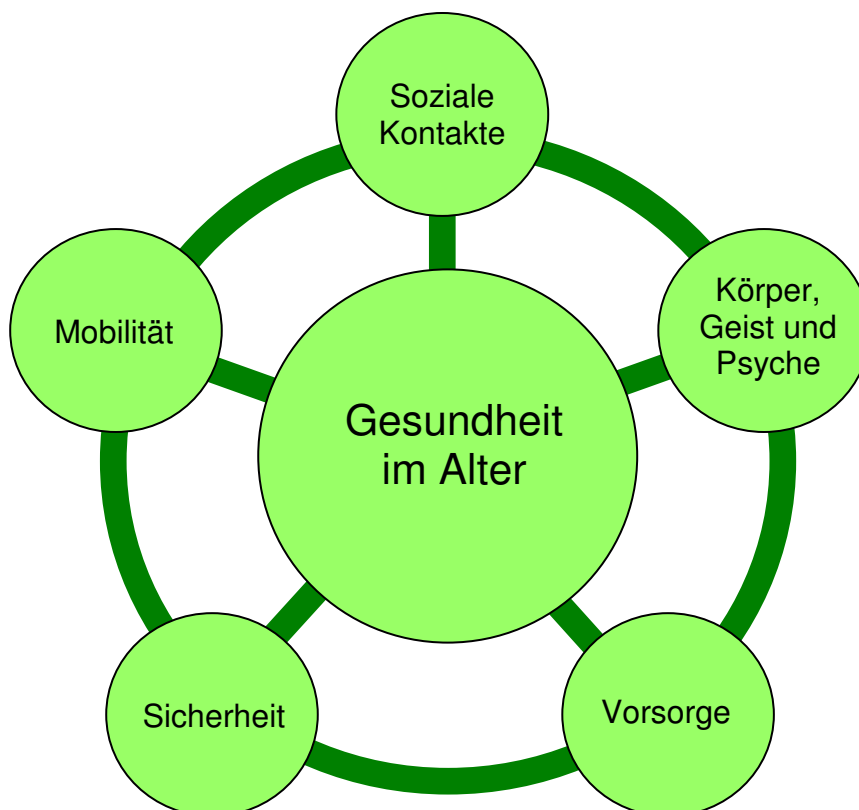 Soziale
Kontakte
Körper,
Geist und
Psyche
Mobilität
Gesundheit
im Alter
Sicherheit
Vorsorge